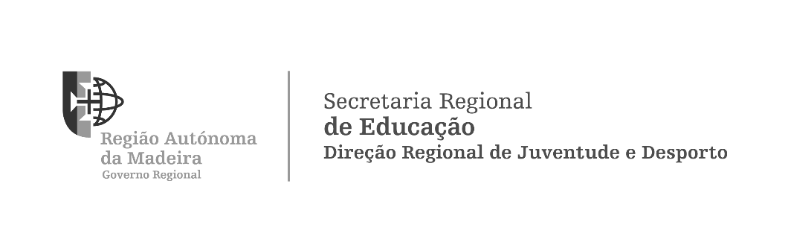 Região Autónoma
da Madeira
Governo Regional
Secretaria Regional
de Educação
Direção Regional de Juventude e Desporto